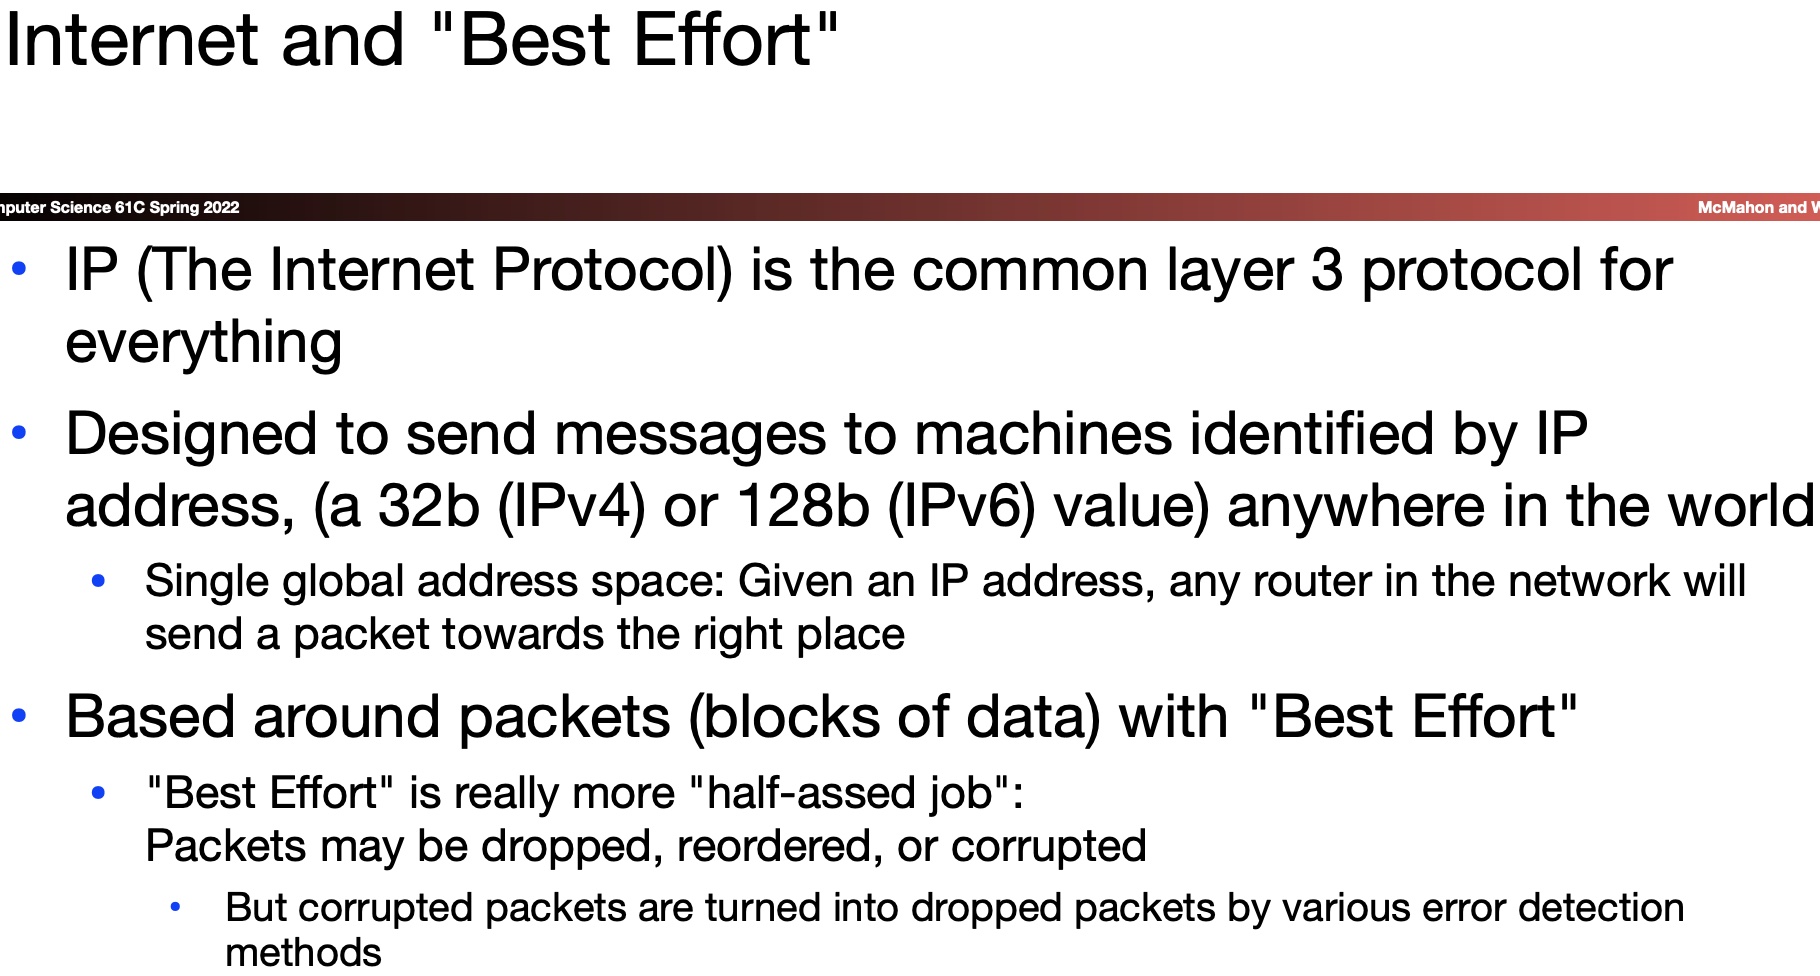 Internet and "Best Effort"
mputer Science 61C Spring 2022
McMahon and W
• IP (The Internet Protocol) is the common layer 3 protocol for
everything
• Designed to send messages to machines identified by IP
address, (a 32b (IPv4) or 128b (IPv6) value) anywhere in the world
• Single global address space: Given an IP address, any router in the network will
send a packet towards the right place
• Based around packets (blocks of data) with "Best Effort"
• "Best Effort" is really more "half-assed job":
Packets may be dropped, reordered, or corrupted
• But corrupted packets are turned into dropped packets by various error detection
methods